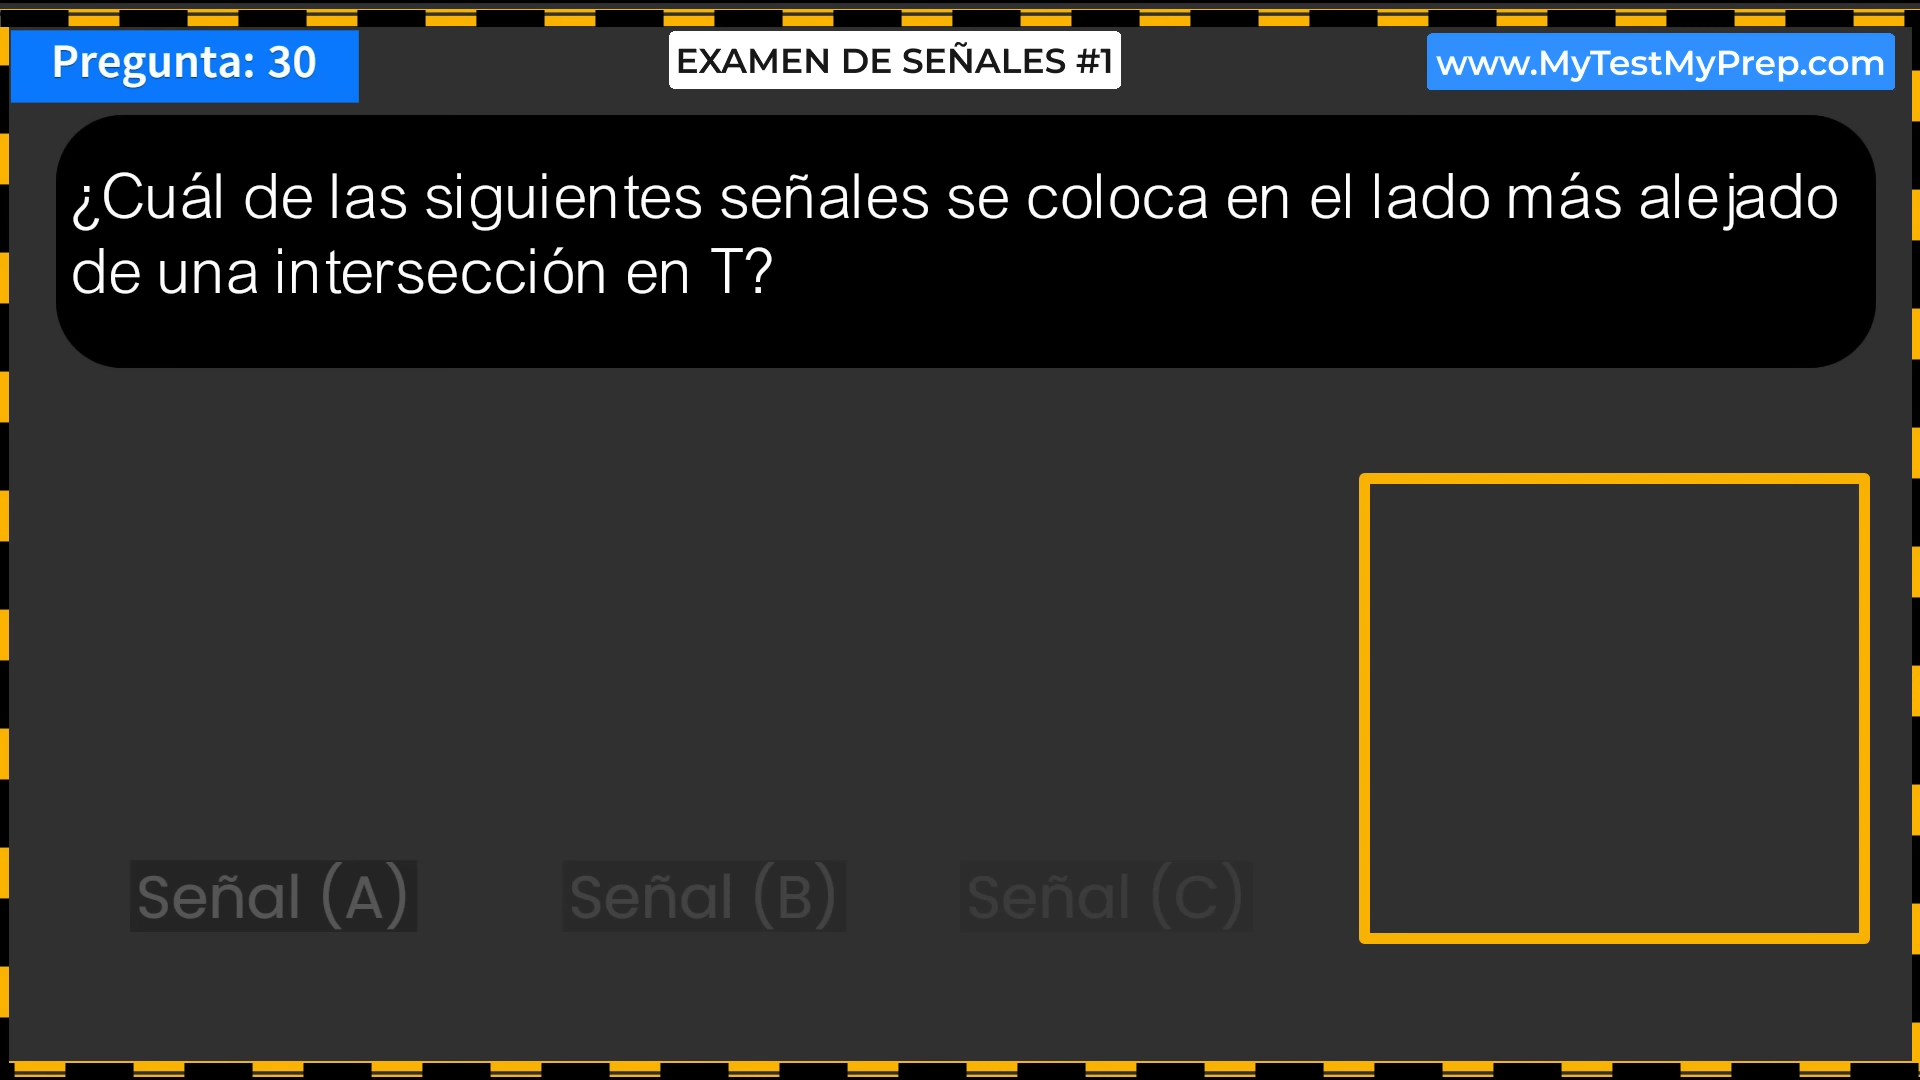 Pregunta: 30
EXAMEN DE SEÑALES #1
www.MyTestMyPrep.com
¿Cuál de las siguientes señales se coloca en el lado más alejado
de una intersección en T?
Señal (A)
Señal (B)
Señal (C)